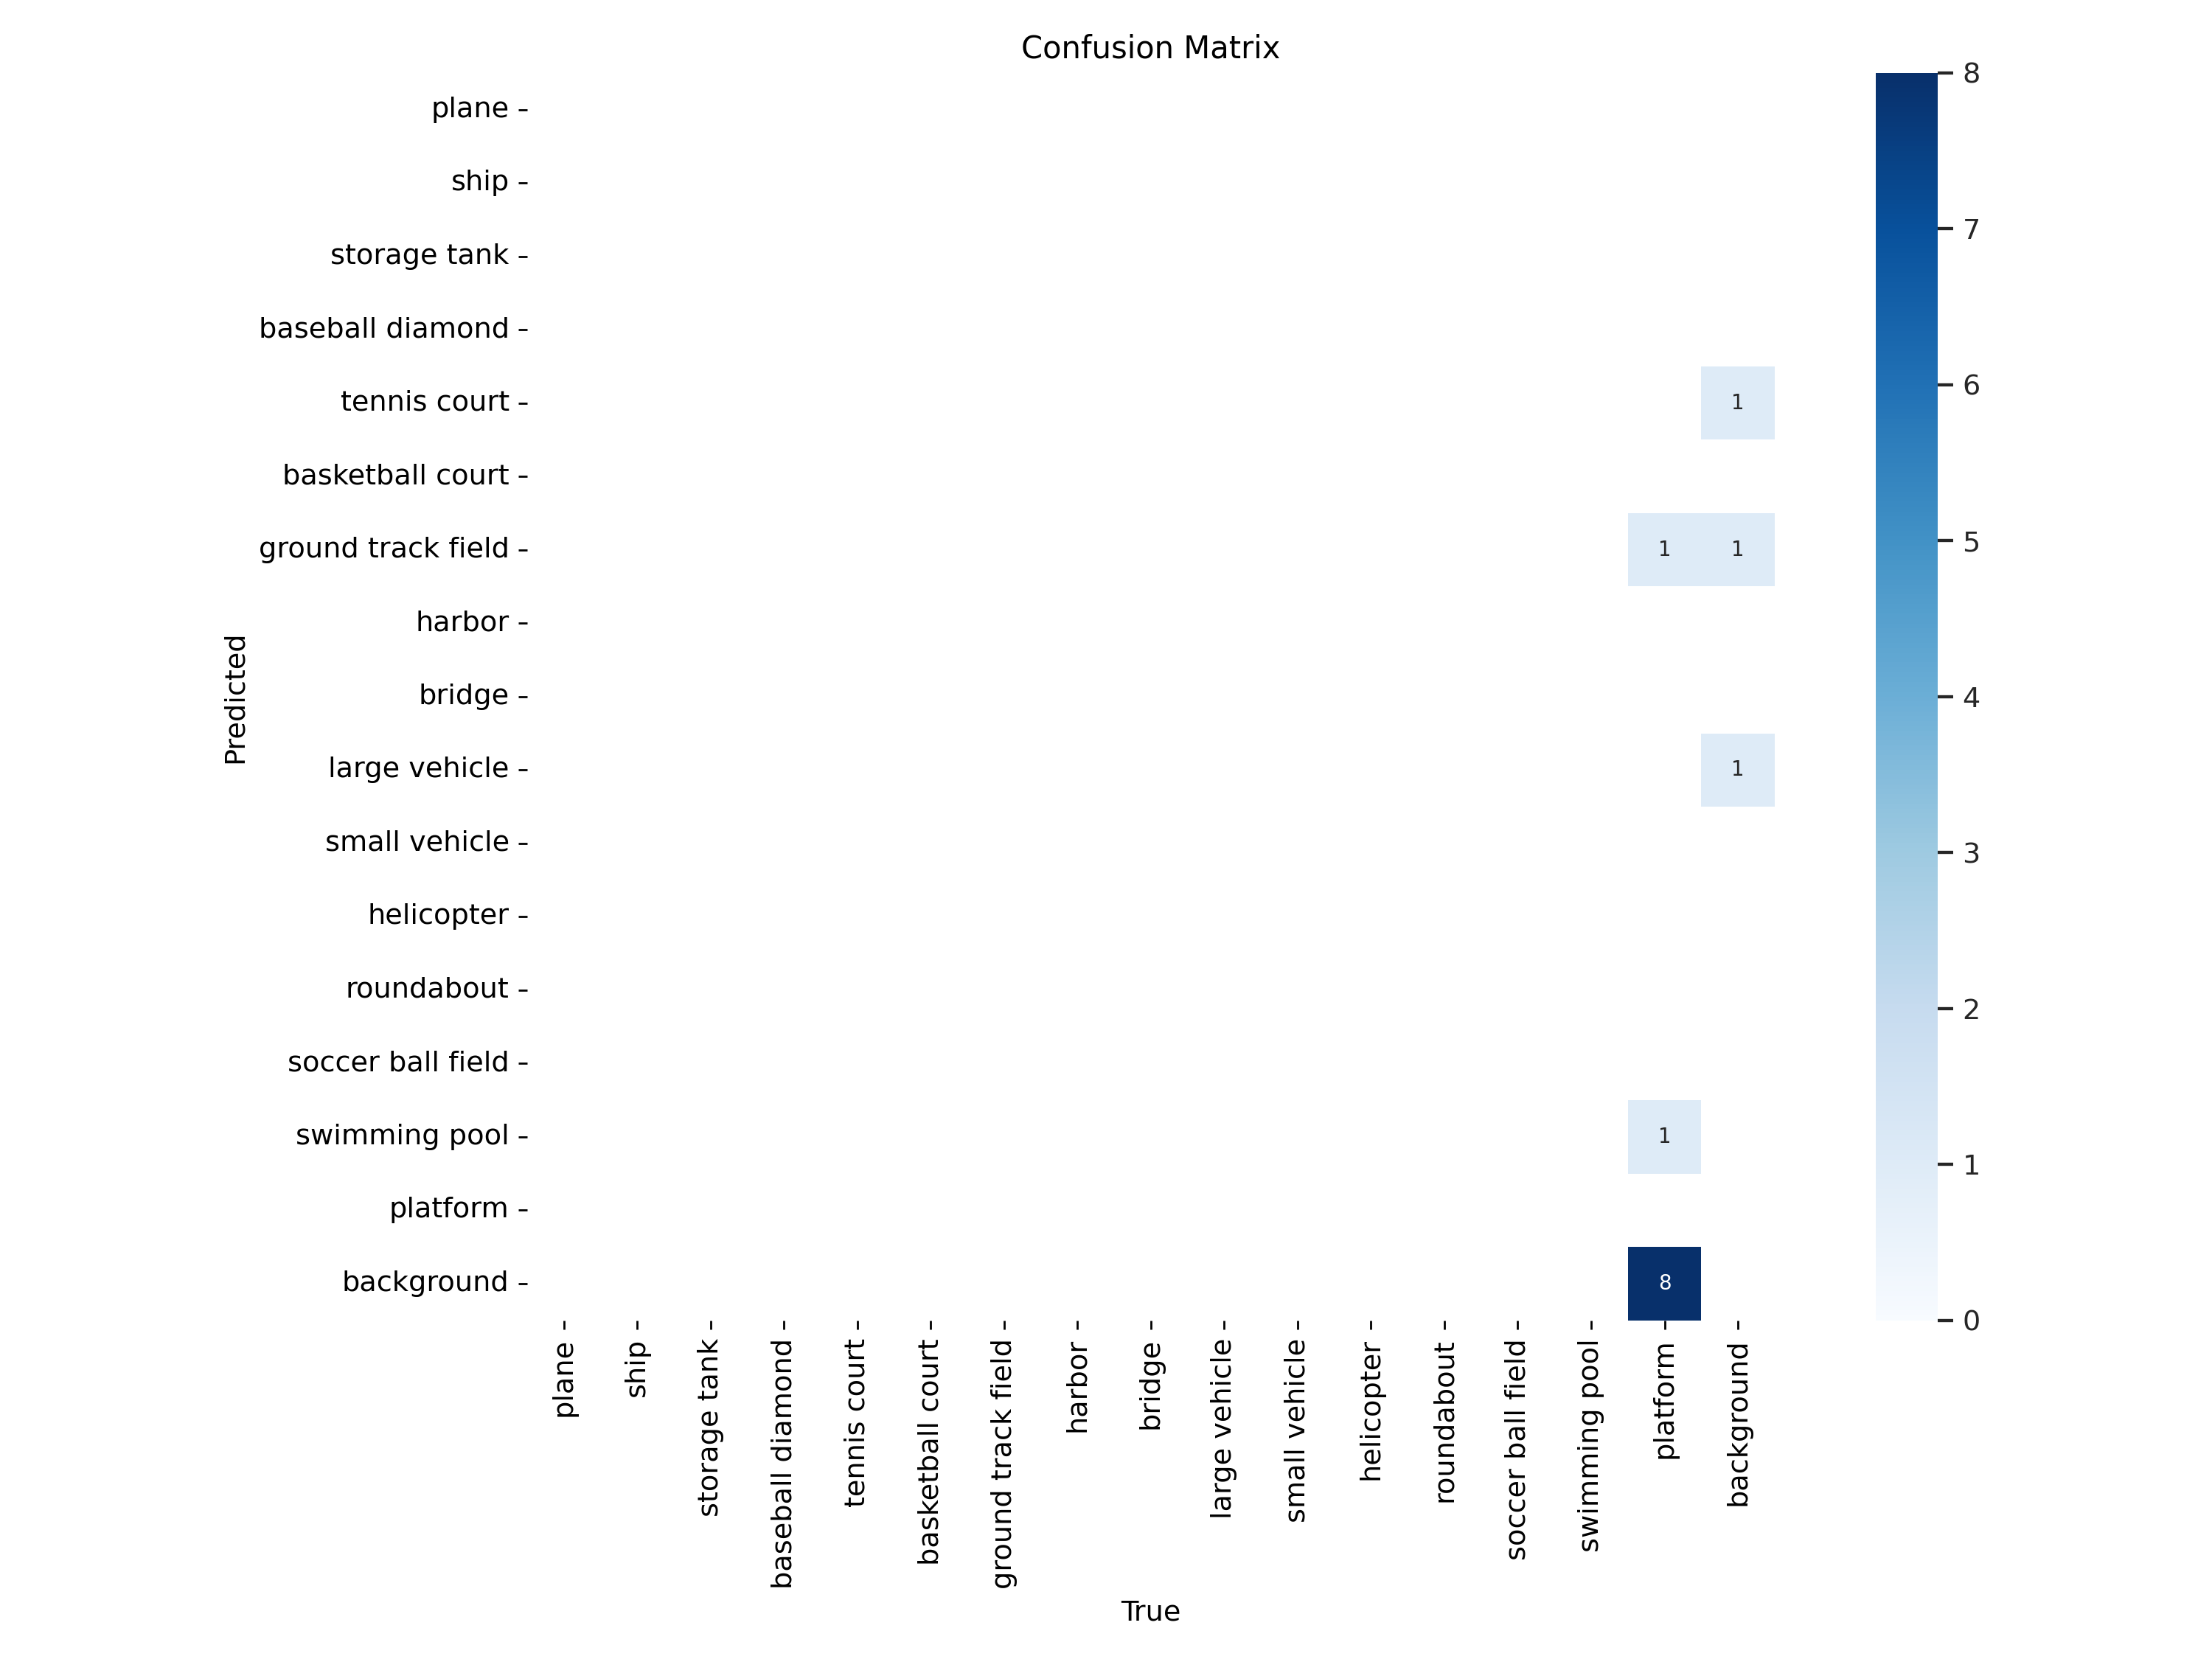 Confusion Matrix
plane
ship
storage tank
baseball diamond
tennis court
basketball court
ground track field
harbor
bridge
large vehicle
small vehicle
helicopter
roundabout
soccer ball field
swimming pool
platform
background
Predicted
1
1 1
1
1
8
plane
ship
storage tank
baseball diamond
tennis court
basketball court
ground track field
harbor
bridge
large vehicle
small vehicle
helicopter
roundabout
soccer ball field
swimming pool
platform
background
True
8
7
6
5
4
3
2
1
0